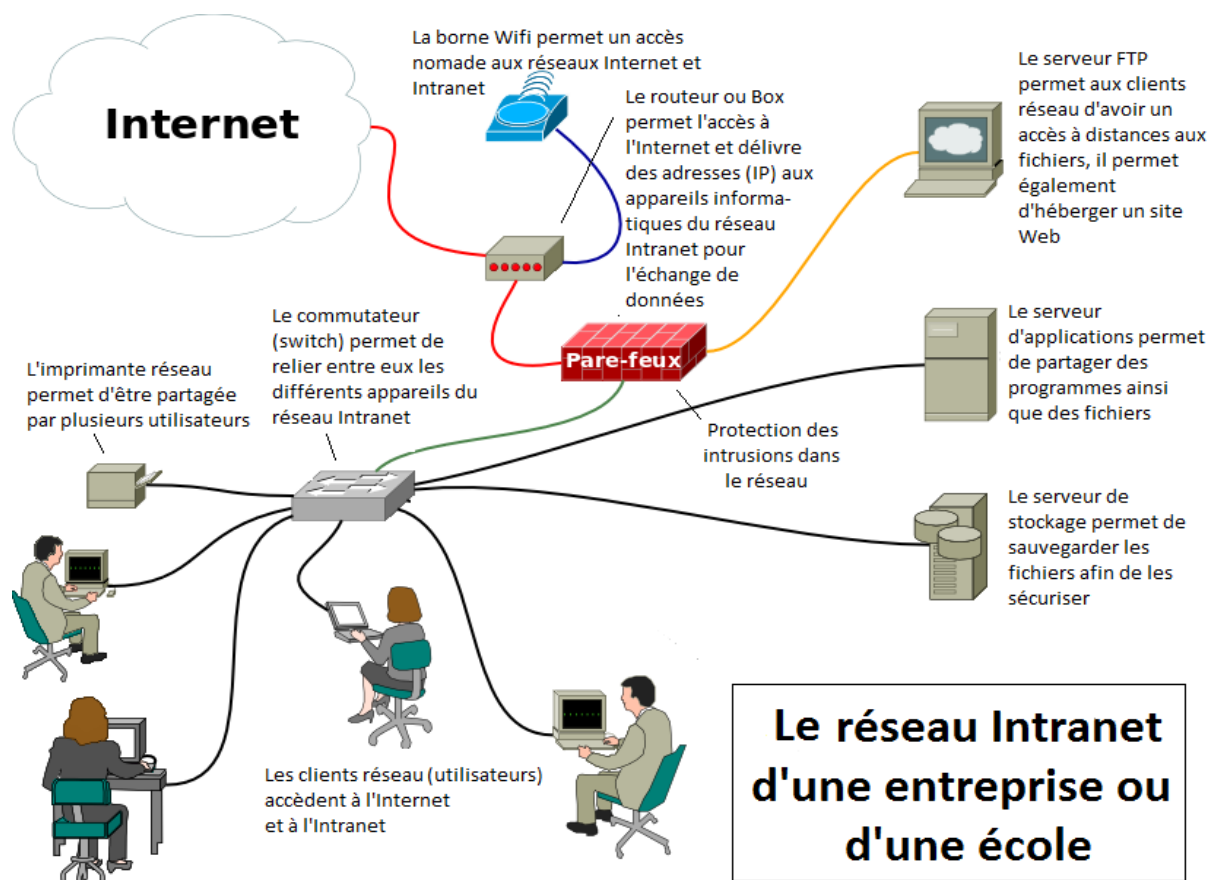 Internet
La borne Wifi permet un accès
nomade aux réseaux Internet et
Intranet
Le routeur ou Box
permet l'accès à
l'Internet et délivre
des adresses (IP) aux
appareils informa-
tiques du réseau
Intranet pour
l'échange de
données
Le serveur FTP
permet aux clients
réseau d'avoir un
accès à distances aux
fichiers, il permet
également
d'héberger un site
Web
Le commutateur
(switch) permet de
relier entre eux les
différents appareils du
réseau Intranet
Pare-feux
Le serveur
d'applications permet
de partager des
programmes ainsi
que des fichiers
L'imprimante réseau
permet d'être partagée
par plusieurs utilisateurs
Protection des
intrusions dans
le réseau
Le serveur de
stockage permet de
sauvegarder les
fichiers afin de les
sécuriser
Les clients réseau (utilisateurs)
accèdent à l'Internet
et à l'Intranet
Le réseau Intranet
d'une entreprise ou
d'une école